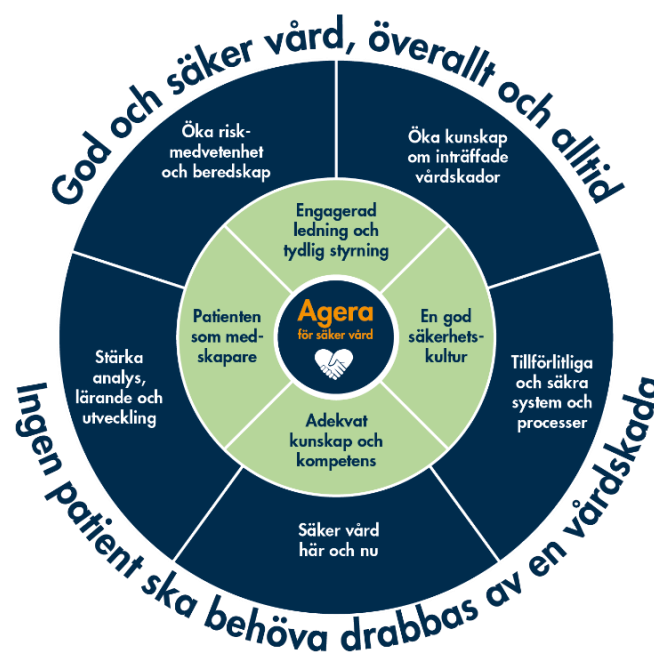 God och säker vård, överallt och alltid
Öka risk-
medvetenhet
och beredskap
Öka kunskap
om inträffade
vårdskador
Engagerad
ledning och
tydlig styrning
Patienten
som med-
skapare
Agera
för säker vård
En god
säkerhets-
kultur
Stärka
analys,
lärande och
utveckling
Tillförlitliga
och säkra
system och
processer
Adekvat
kunskap och
kompetens
Säker vård
här och nu
Ingen patient ska behöva drabbas av en vårdskada